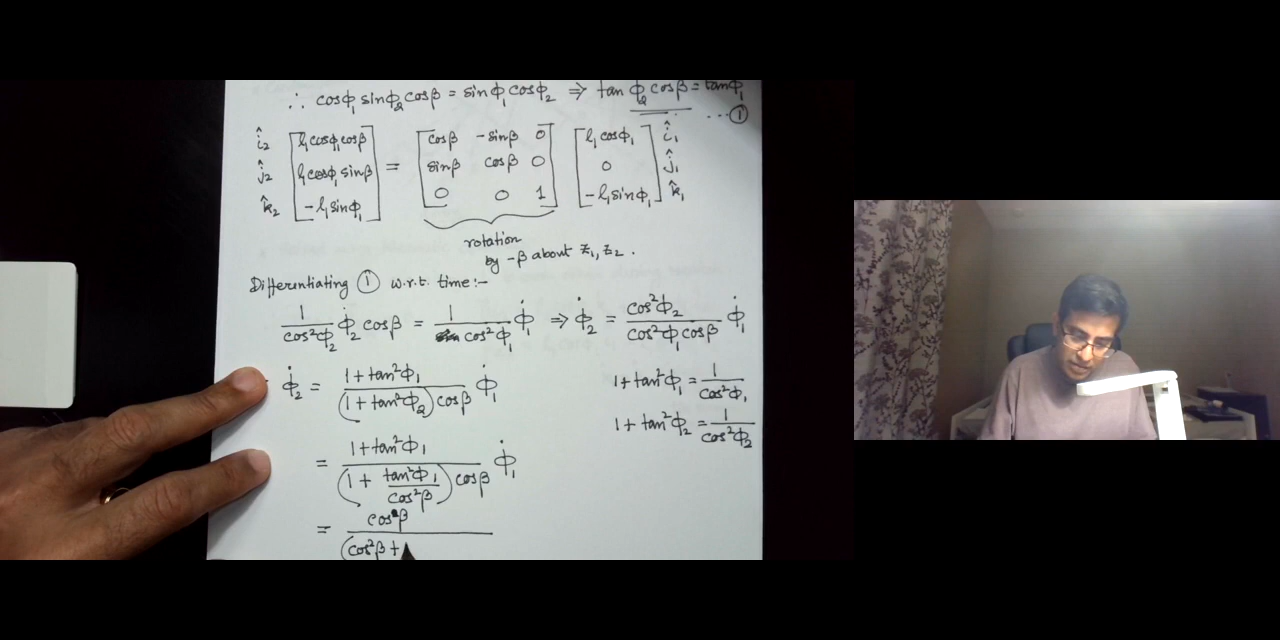 ∴ cosϕ₁ sinϕ₂ cosβ = sinϕ₁ cosϕ₂ ⇒ tan ϕ₂ cosβ = tanϕ₁ ... ①
î₂ [l₁cosϕ₁cosβ] = [cosβ -sinβ 0] [l₁cosϕ₁] î₁
ĵ₂ [l₁cosϕ₁ sinβ] [sinβ cosβ 0] [0] ĵ₁
k̂₂ [-l₁sinϕ₁] [0 0 1] [-l₁sinϕ₁] k̂₁
rotation
by -β about z₁, z₂.
Differentiating ① w.r.t. time:-
1/cos²ϕ₂ ϕ̇₂ cosβ = 1/cos²ϕ₁ ϕ̇₁ ⇒ ϕ̇₂ = cos²ϕ₂/cos²ϕ₁ cosβ ϕ̇₁
ϕ̇₂ = 1+tan²ϕ₁/(1+tan²ϕ₂) cosβ ϕ̇₁
1+tan²ϕ₁ = 1/cos²ϕ₁
1+tan²ϕ₂ = 1/cos²ϕ₂
= 1+tan²ϕ₁/(1 + tan²ϕ₁/cos²β) cosβ ϕ̇₁
= cos²β/(cos²β +